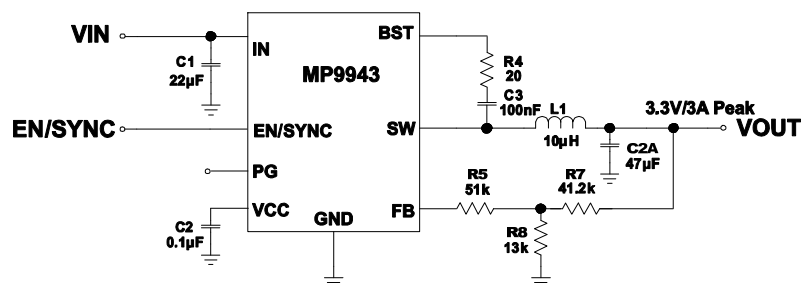 VIN
C1
22µF
IN
BST
MP9943
R4
20
C3
100nF
L1
10µH
3.3V/3A Peak
VOUT
EN/SYNC
EN/SYNC
SW
C2A
47µF
PG
R5
51k
R7
41.2k
VCC
FB
C2
0.1µF
GND
R8
13k